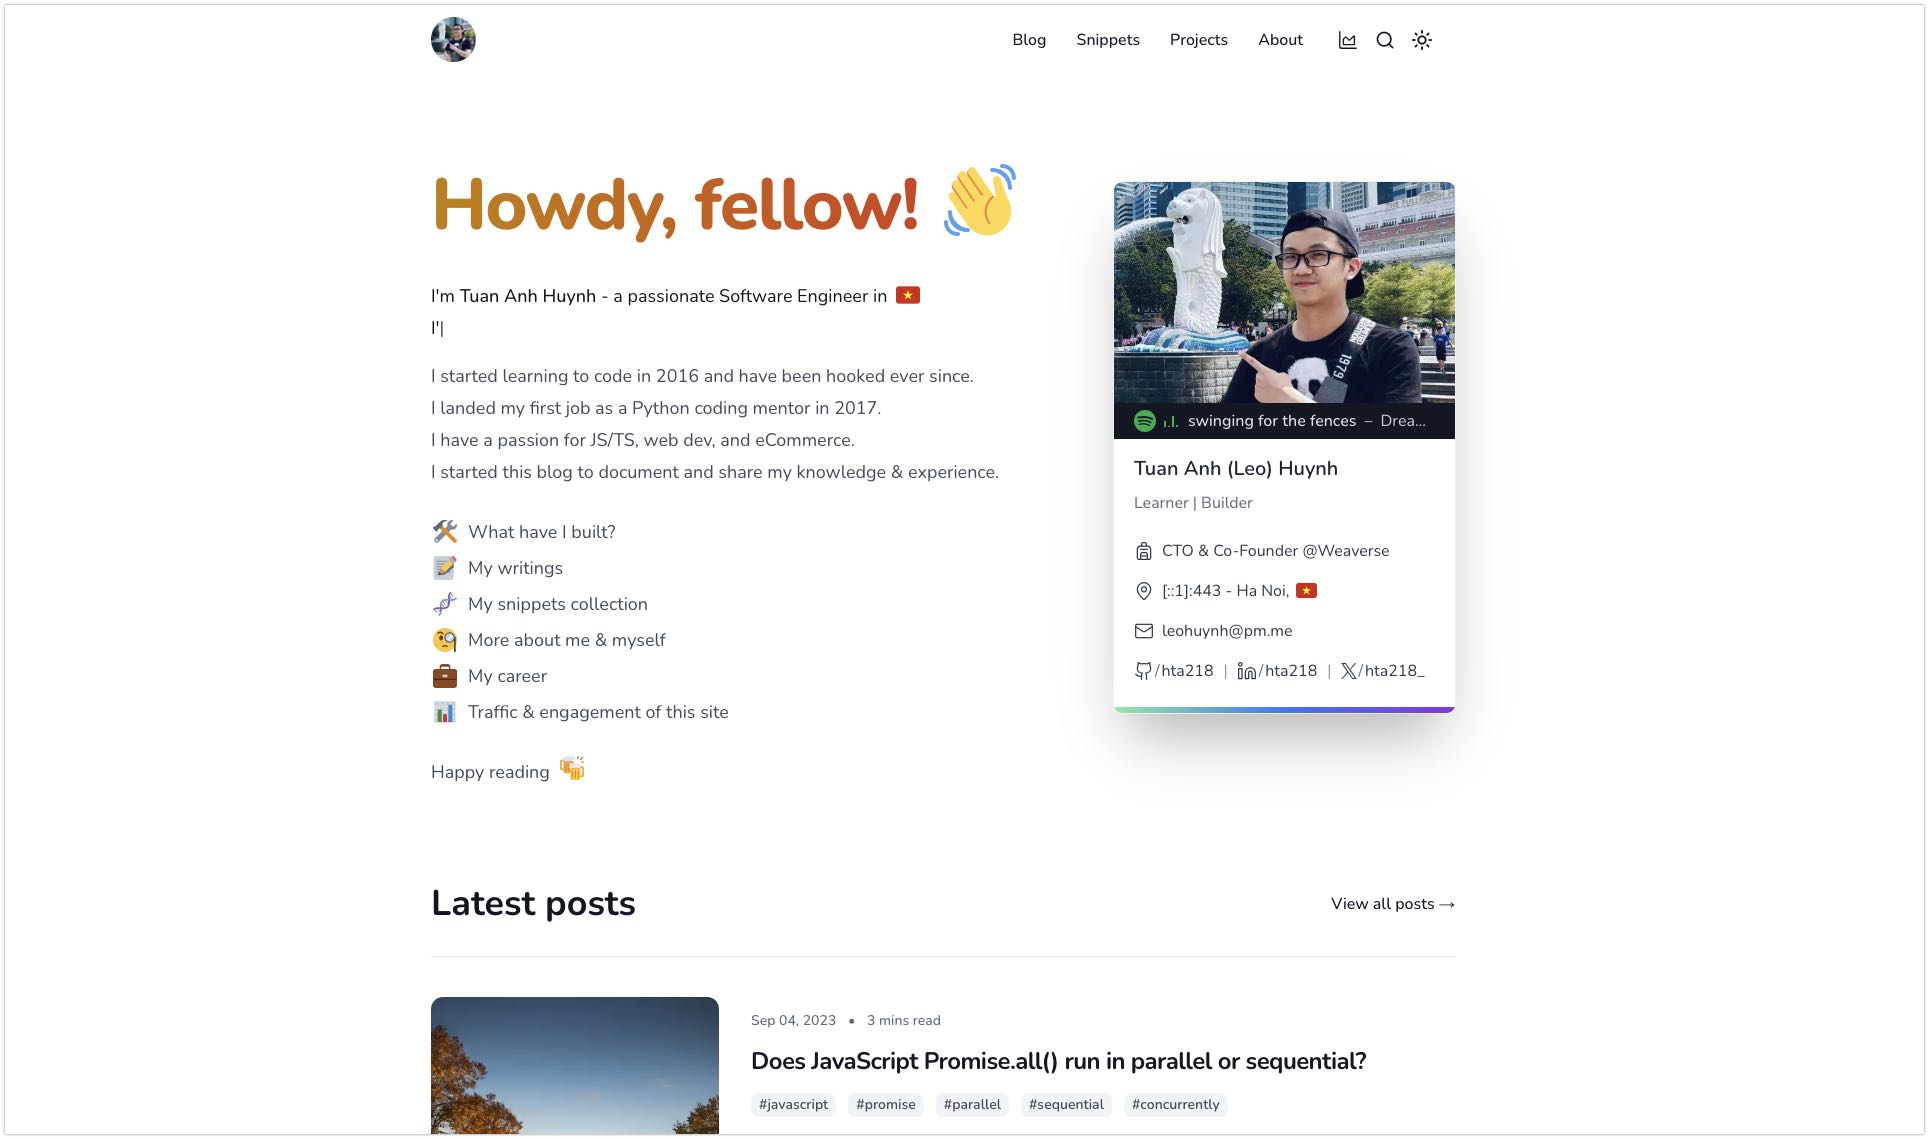 Blog Snippets Projects About
Howdy, fellow!
I'm Tuan Anh Huynh - a passionate Software Engineer in
I'|
I started learning to code in 2016 and have been hooked ever since.
I landed my first job as a Python coding mentor in 2017.
I have a passion for JS/TS, web dev, and eCommerce.
I started this blog to document and share my knowledge & experience.
What have I built?
My writings
My snippets collection
More about me & myself
My career
Traffic & engagement of this site
Happy reading
1979
swinging for the fences – Drea...
Tuan Anh (Leo) Huynh
Learner | Builder
CTO & Co-Founder @Weaverse
[::1]:443 - Ha Noi,
leohuynh@pm.me
/hta218 | /hta218 | /hta218_
Latest posts
View all posts →
Sep 04, 2023 • 3 mins read
Does JavaScript Promise.all() run in parallel or sequential?
#javascript #promise #parallel #sequential #concurrently